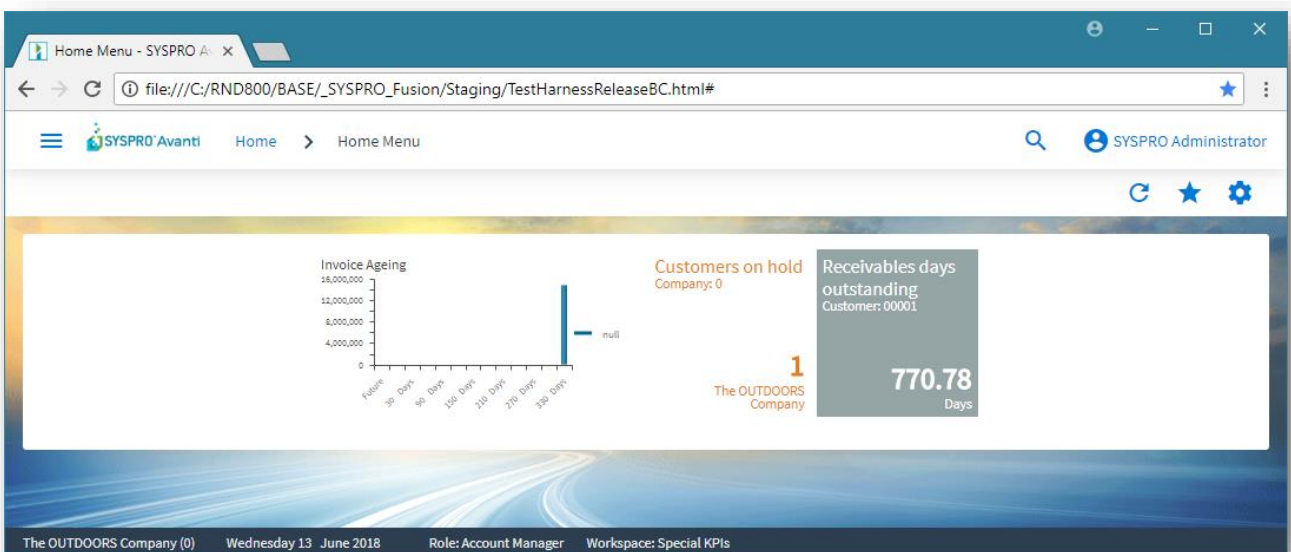 Home Menu - SYSPRO A
file:///C:/RND800/BASE/_SYSPRO_Fusion/Staging/TestHarnessReleaseBC.html#
SYSPRO Avanti Home > Home Menu SYSPRO Administrator
Invoice Ageing
16,000,000
12,000,000
8,000,000
4,000,000
0
Future
30 Days
90 Days
150 Days
210 Days
270 Days
330 Days
null
Customers on hold
Company: 0
1
The OUTDOORS
Company
Receivables days
outstanding
Customer: 00001
770.78
Days
The OUTDOORS Company (0) Wednesday 13 June 2018 Role: Account Manager Workspace: Special KPIs